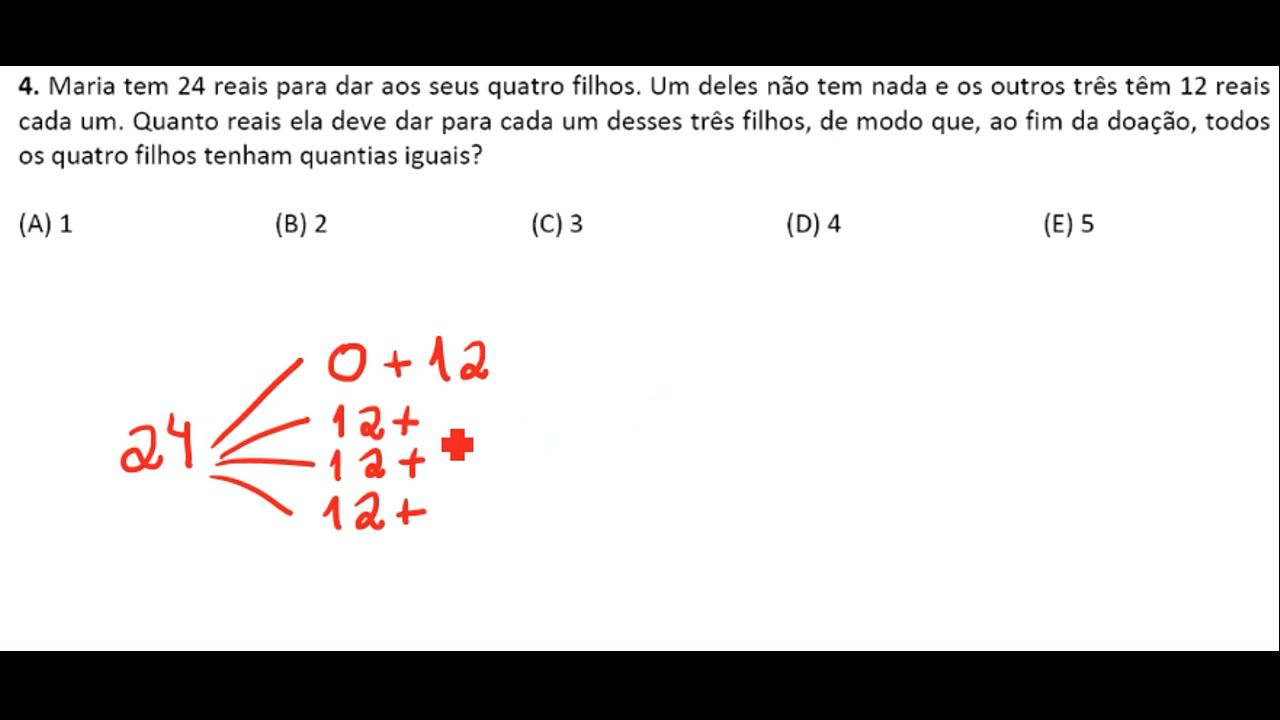 4. Maria tem 24 reais para dar aos seus quatro filhos. Um deles não tem nada e os outros três têm 12 reais
cada um. Quanto reais ela deve dar para cada um desses três filhos, de modo que, ao fim da doação, todos
os quatro filhos tenham quantias iguais?
(A) 1 (B) 2 (C) 3 (D) 4 (E) 5
0 + 12
12 +
24
12 +
12 +